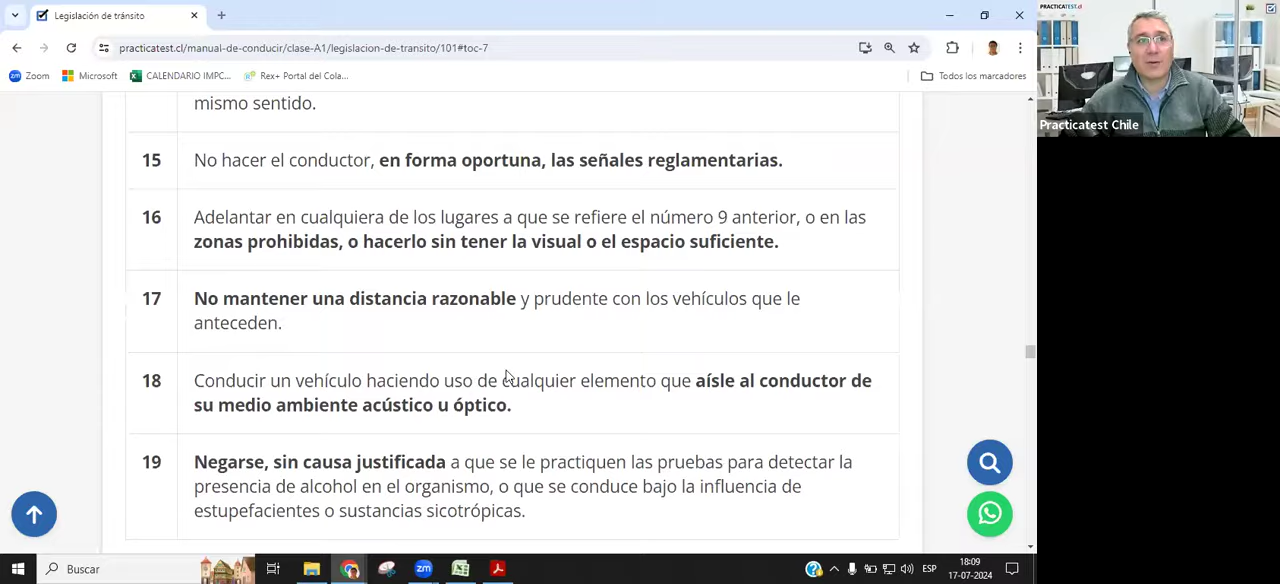 Legislación de tránsito
practicatest.cl/manual-de-conducir/clase-A1/legislacion-de-transito/101#toc-7
Zoom
Microsoft
CALENDARIO IMPC...
Rex+ Portal del Cola...
Todos los marcadores
PRACTICATEST.cl
Practicatest Chile
mismo sentido.
15 No hacer el conductor, en forma oportuna, las señales reglamentarias.
16 Adelantar en cualquiera de los lugares a que se refiere el número 9 anterior, o en las
zonas prohibidas, o hacerlo sin tener la visual o el espacio suficiente.
17 No mantener una distancia razonable y prudente con los vehículos que le
anteceden.
18 Conducir un vehículo haciendo uso de cualquier elemento que aísle al conductor de
su medio ambiente acústico u óptico.
19 Negarse, sin causa justificada a que se le practiquen las pruebas para detectar la
presencia de alcohol en el organismo, o que se conduce bajo la influencia de
estupefacientes o sustancias sicotrópicas.
Buscar
ESP
18:09
17-07-2024